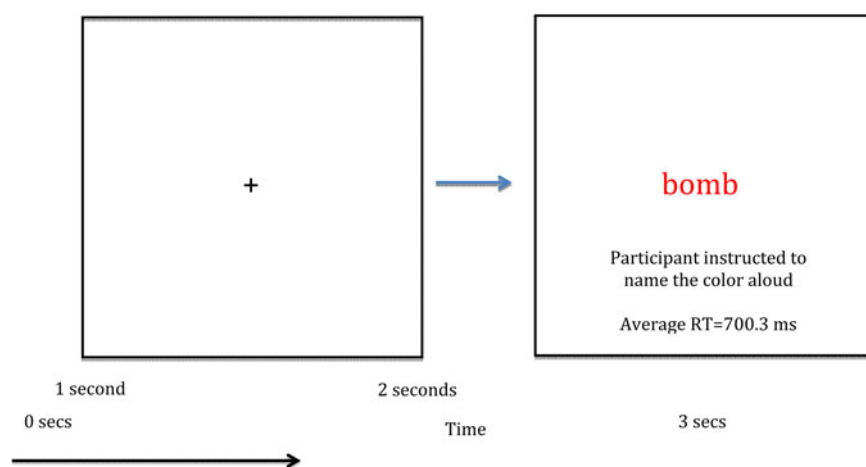 +
bomb
Participant instructed to
name the color aloud
Average RT=700.3 ms
1 second
2 seconds
0 secs
Time
3 secs